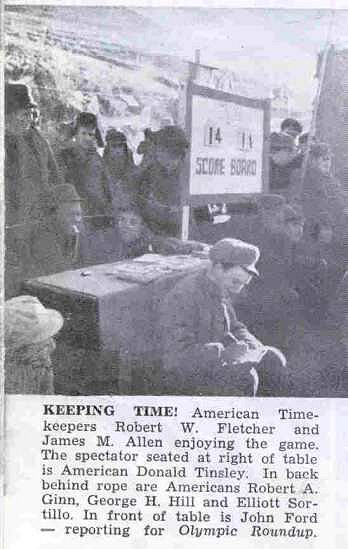 14 14
SCORE BOARD
KEEPING TIME! American Time-
keepers Robert W. Fletcher and
James M. Allen enjoying the game.
The spectator seated at right of table
is American Donald Tinsley. In back
behind rope are Americans Robert A.
Ginn, George H. Hill and Elliott Sor-
tillo. In front of table is John Ford
— reporting for Olympic Roundup.